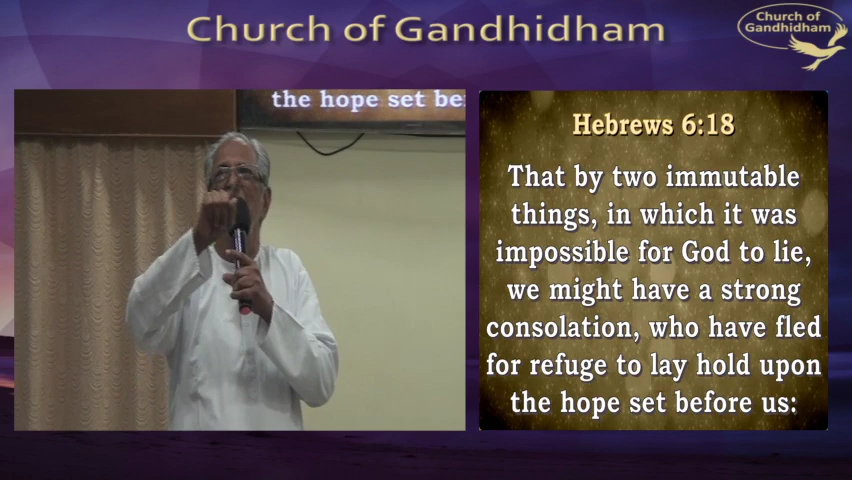 Church of Gandhidham
Church of
Gandhidham
the hope set be
Hebrews 6:18
That by two immutable
things, in which it was
impossible for God to lie,
we might have a strong
consolation, who have fled
for refuge to lay hold upon
the hope set before us: